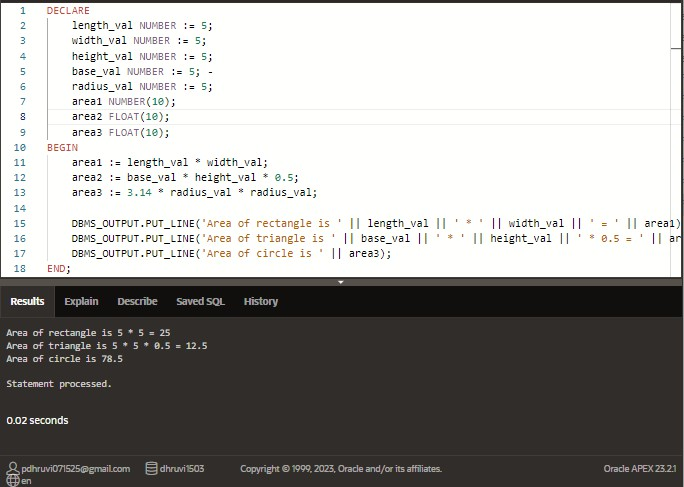 1 DECLARE
2 length_val NUMBER := 5;
3 width_val NUMBER := 5;
4 height_val NUMBER := 5;
5 base_val NUMBER := 5; -
6 radius_val NUMBER := 5;
7 area1 NUMBER(10);
8 area2 FLOAT(10);
9 area3 FLOAT(10);
10 BEGIN
11 area1 := length_val * width_val;
12 area2 := base_val * height_val * 0.5;
13 area3 := 3.14 * radius_val * radius_val;
14
15 DBMS_OUTPUT.PUT_LINE('Area of rectangle is ' || length_val || ' * ' || width_val || ' = ' || area1)
16 DBMS_OUTPUT.PUT_LINE('Area of triangle is ' || base_val || ' * ' || height_val || ' * 0.5 = ' || ar
17 DBMS_OUTPUT.PUT_LINE('Area of circle is ' || area3);
18 END;
Results Explain Describe Saved SQL History
Area of rectangle is 5 * 5 = 25
Area of triangle is 5 * 5 * 0.5 = 12.5
Area of circle is 78.5
Statement processed.
0.02 seconds
pdhruvi071525@gmail.com dhruvi1503 Copyright © 1999, 2023, Oracle and/or its affiliates. Oracle APEX 23.2.1
en